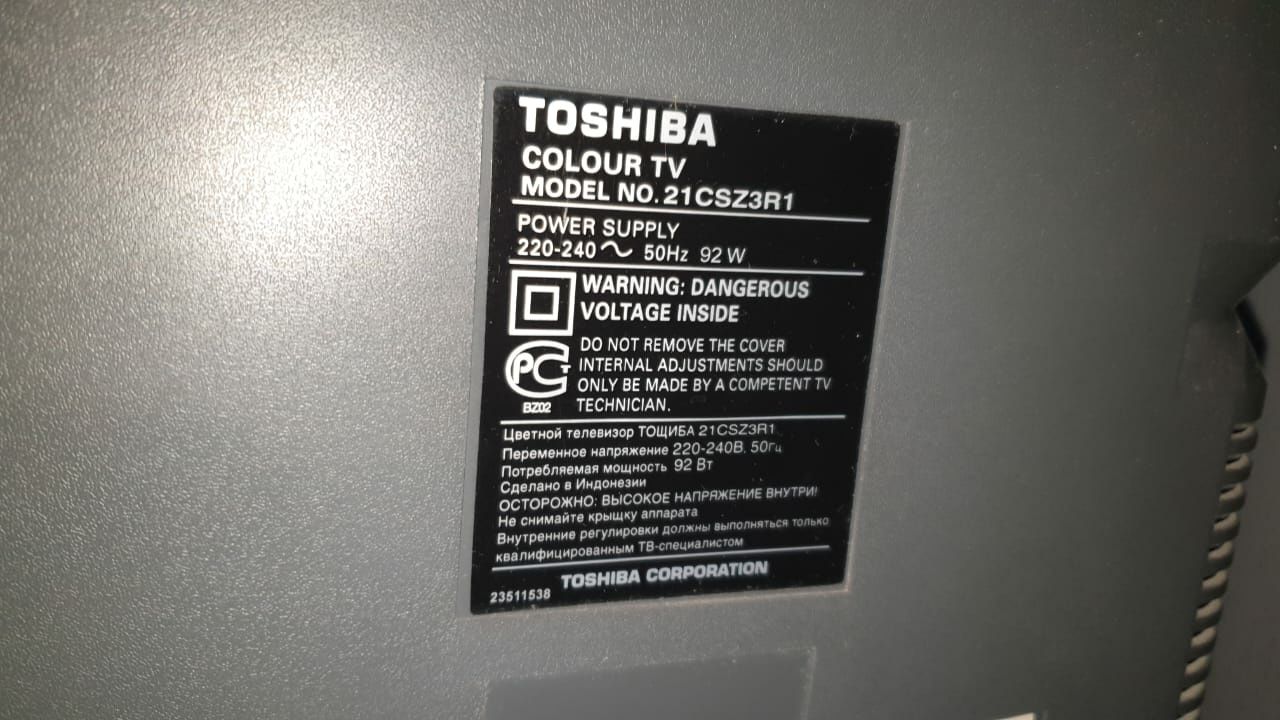 TOSHIBA
COLOUR TV
MODEL NO. 21CSZ3R1
POWER SUPPLY
220-240 ~ 50Hz 92 W
WARNING: DANGEROUS
VOLTAGE INSIDE
DO NOT REMOVE THE COVER
INTERNAL ADJUSTMENTS SHOULD
ONLY BE MADE BY A COMPETENT TV
TECHNICIAN.
РСТ
BZ02
Цветной телевизор ТОЩИБА 21CSZ3R1
Переменное напряжение 220-240В. 50гц
Потребляемая мощность 92 Вт
Сделано в Индонезии
ОСТОРОЖНО: ВЫСОКОЕ НАПРЯЖЕНИЕ ВНУТРИ!
Не снимайте крыщку аппарата
Внутренние регулировки должны выполняться только
квалифицированным ТВ-специалистом
TOSHIBA CORPORATION
23511538